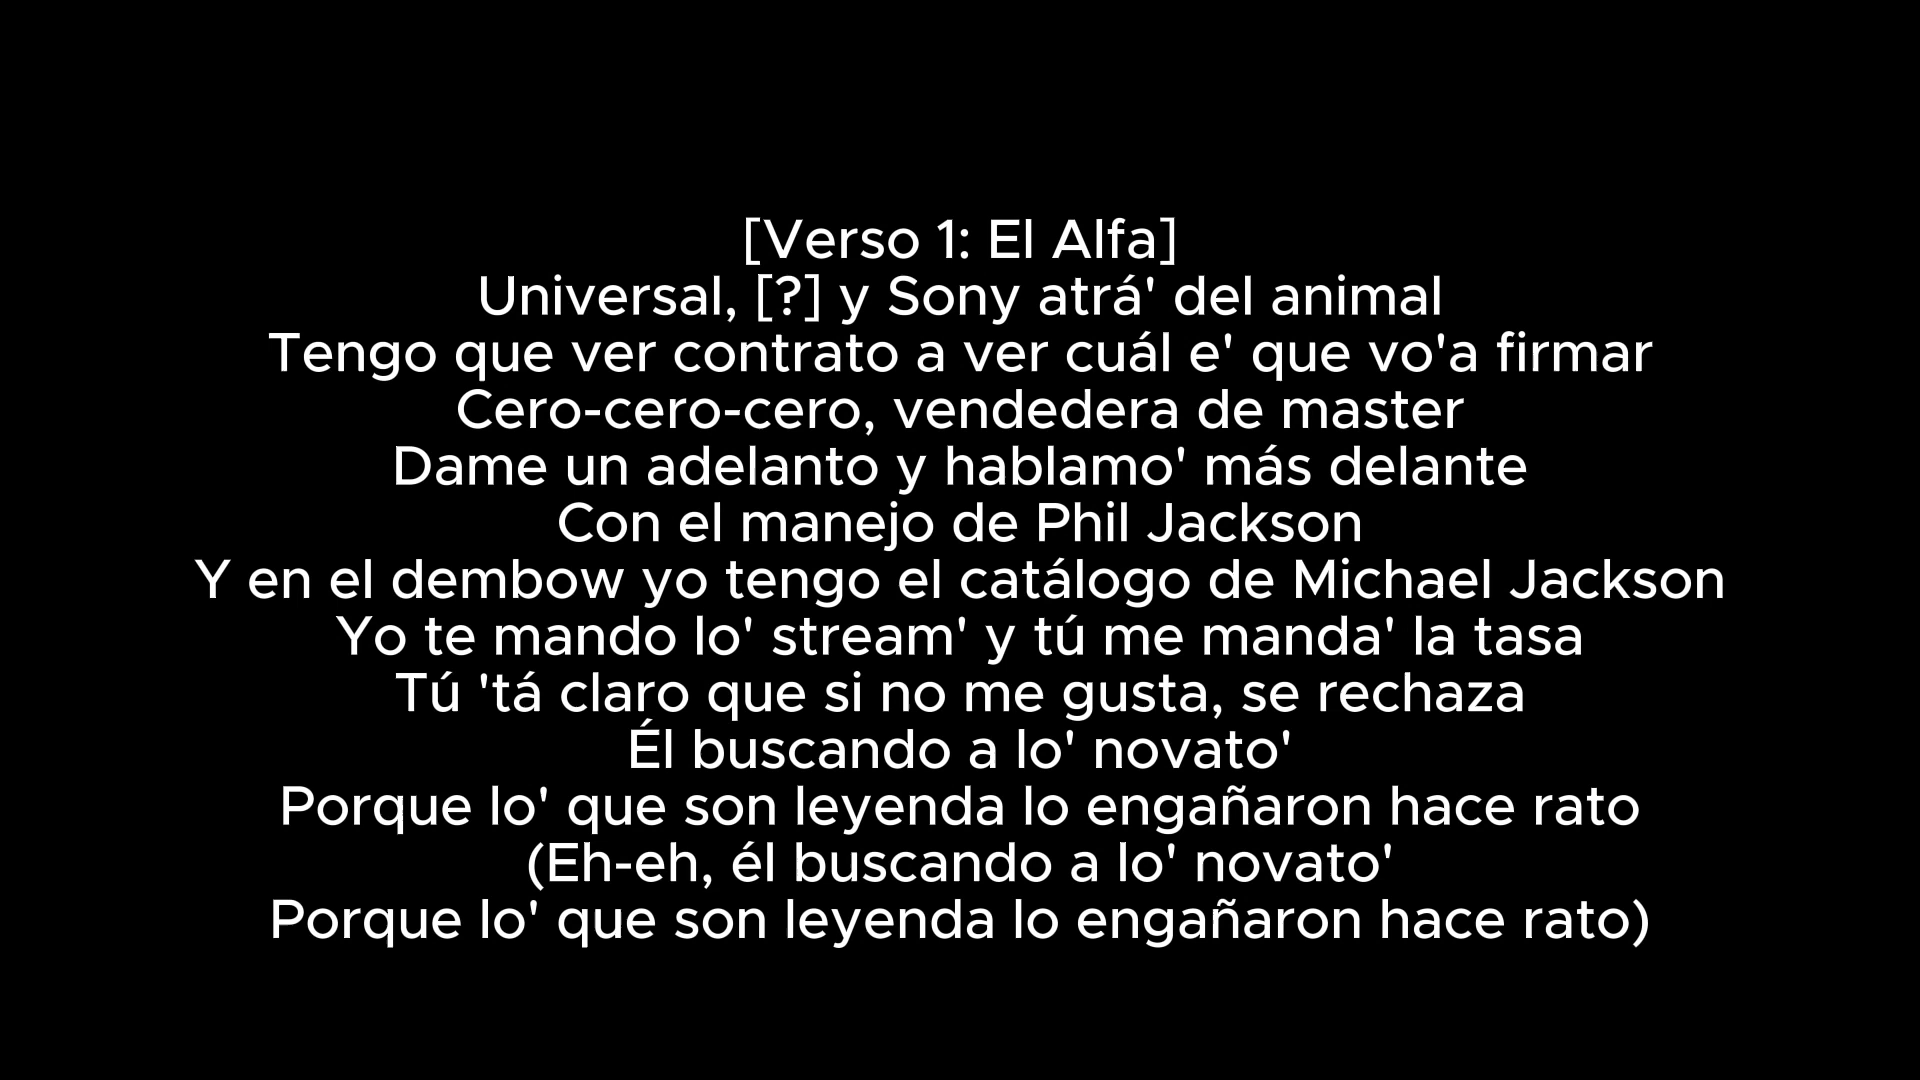 [Verso 1: El Alfa]
Universal, [?] y Sony atrá' del animal
Tengo que ver contrato a ver cuál e' que vo'a firmar
Cero-cero-cero, vendedera de master
Dame un adelanto y hablamo' más delante
Con el manejo de Phil Jackson
Y en el dembow yo tengo el catálogo de Michael Jackson
Yo te mando lo' stream' y tú me manda' la tasa
Tú 'tá claro que si no me gusta, se rechaza
Él buscando a lo' novato'
Porque lo' que son leyenda lo engañaron hace rato
(Eh-eh, él buscando a lo' novato'
Porque lo' que son leyenda lo engañaron hace rato)